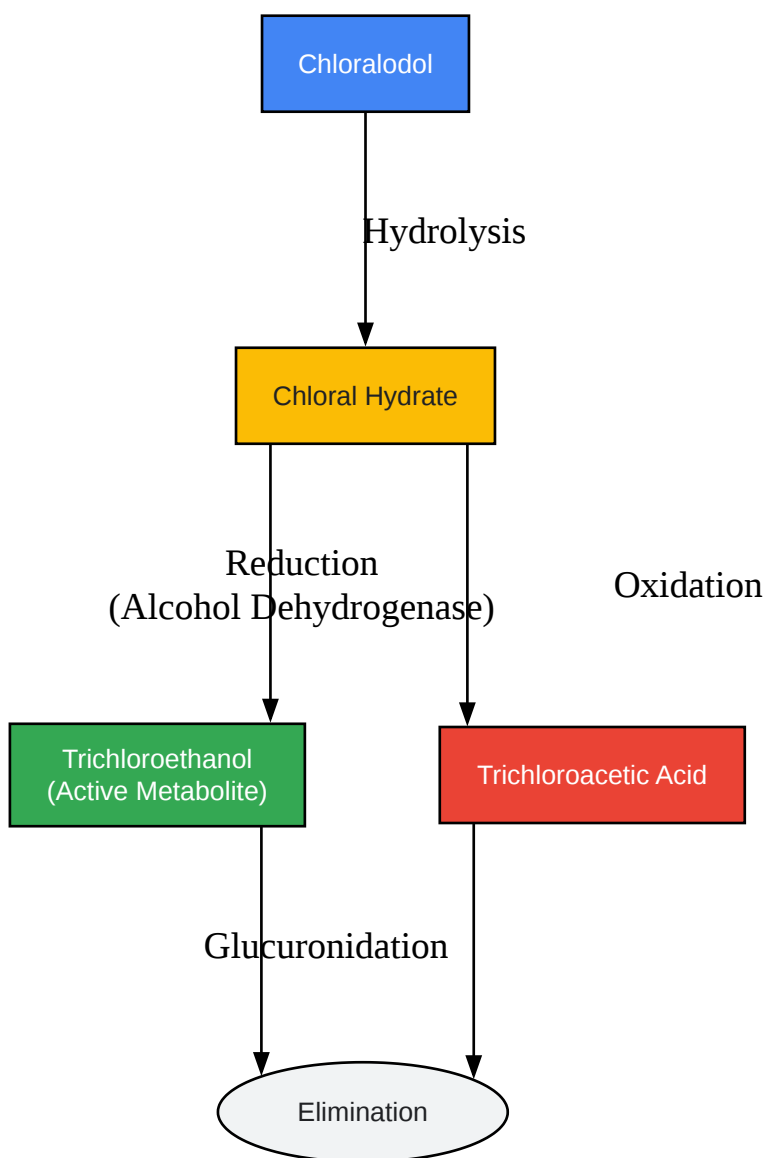 Chloralodol
Hydrolysis
Chloral Hydrate
Reduction
(Alcohol Dehydrogenase)
Oxidation
Trichloroethanol
(Active Metabolite)
Trichloroacetic Acid
Glucuronidation
Elimination